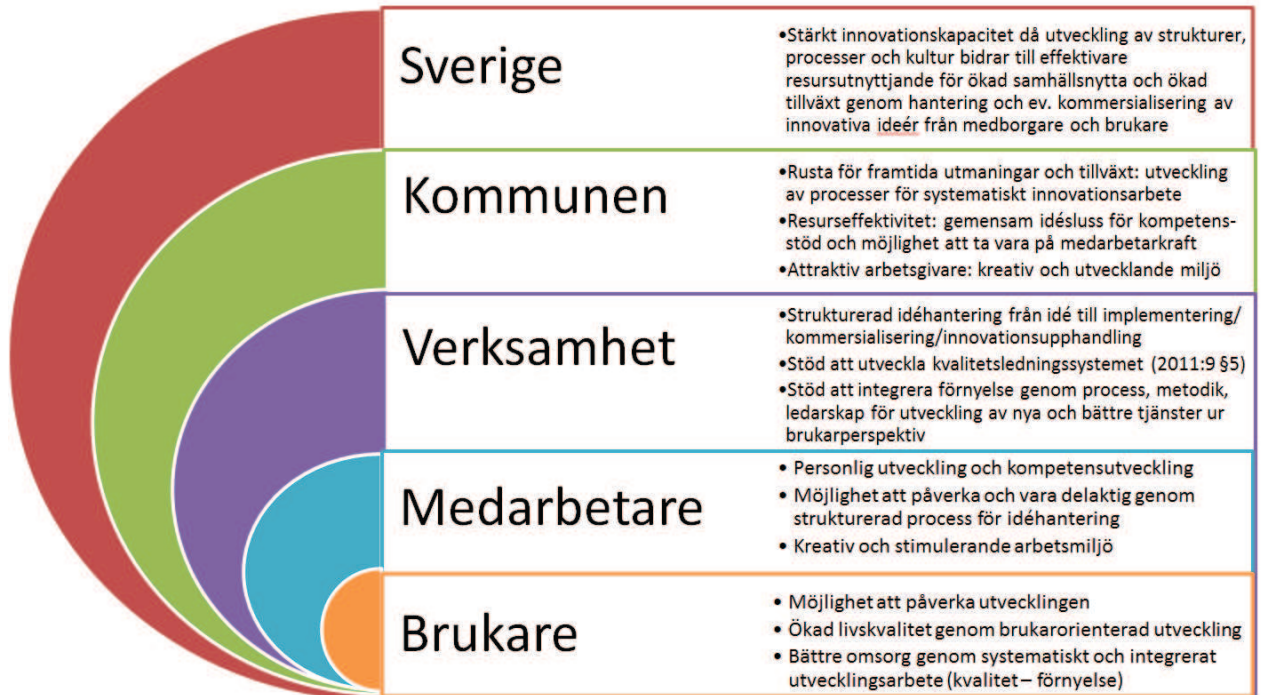 Sverige
•Stärkt innovationskapacitet då utveckling av strukturer,
processer och kultur bidrar till effektivare
resursutnyttjande för ökad samhällsnytta och ökad
tillväxt genom hantering och ev. kommersialisering av
innovativa ideér från medborgare och brukare
Kommunen
•Rusta för framtida utmaningar och tillväxt: utveckling
av processer för systematiskt innovationsarbete
•Resurseffektivitet: gemensam idésluss för kompetens-
stöd och möjlighet att ta vara på medarbetarkraft
•Attraktiv arbetsgivare: kreativ och utvecklande miljö
Verksamhet
•Strukturerad idéhantering från idé till implementering/
kommersialisering/innovationsupphandling
•Stöd att utveckla kvalitetsledningssystemet (2011:9 §5)
•Stöd att integrera förnyelse genom process, metodik,
ledarskap för utveckling av nya och bättre tjänster ur
brukarperspektiv
Medarbetare
• Personlig utveckling och kompetensutveckling
• Möjlighet att påverka och vara delaktig genom
strukturerad process för idéhantering
• Kreativ och stimulerande arbetsmiljö
Brukare
• Möjlighet att påverka utvecklingen
• Ökad livskvalitet genom brukarorienterad utveckling
• Bättre omsorg genom systematiskt och integrerat
utvecklingsarbete (kvalitet – förnyelse)